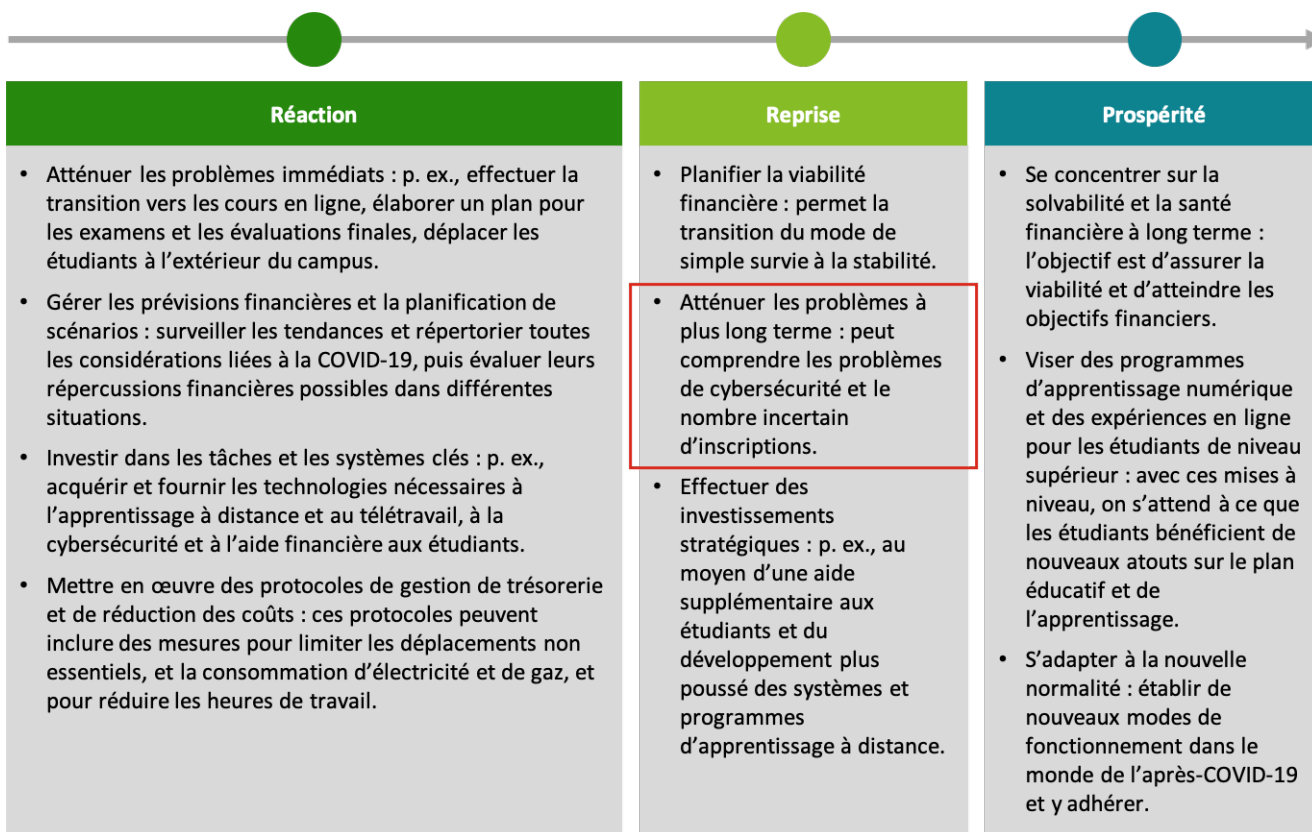 Réaction
• Atténuer les problèmes immédiats : p. ex., effectuer la
transition vers les cours en ligne, élaborer un plan pour
les examens et les évaluations finales, déplacer les
étudiants à l’extérieur du campus.
• Gérer les prévisions financières et la planification de
scénarios : surveiller les tendances et répertorier toutes
les considérations liées à la COVID-19, puis évaluer leurs
répercussions financières possibles dans différentes
situations.
• Investir dans les tâches et les systèmes clés : p. ex.,
acquérir et fournir les technologies nécessaires à
l’apprentissage à distance et au télétravail, à la
cybersécurité et à l’aide financière aux étudiants.
• Mettre en œuvre des protocoles de gestion de trésorerie
et de réduction des coûts : ces protocoles peuvent
inclure des mesures pour limiter les déplacements non
essentiels, et la consommation d’électricité et de gaz, et
pour réduire les heures de travail.
Reprise
• Planifier la viabilité
financière : permet la
transition du mode de
simple survie à la stabilité.
• Atténuer les problèmes à
plus long terme : peut
comprendre les problèmes
de cybersécurité et le
nombre incertain
d’inscriptions.
• Effectuer des
investissements
stratégiques : p. ex., au
moyen d’une aide
supplémentaire aux
étudiants et du
développement plus
poussé des systèmes et
programmes
d’apprentissage à distance.
Prospérité
• Se concentrer sur la
solvabilité et la santé
financière à long terme :
l’objectif est d’assurer la
viabilité et d’atteindre les
objectifs financiers.
• Viser des programmes
d’apprentissage numérique
et des expériences en ligne
pour les étudiants de niveau
supérieur : avec ces mises à
niveau, on s’attend à ce que
les étudiants bénéficient de
nouveaux atouts sur le plan
éducatif et de
l’apprentissage.
• S’adapter à la nouvelle
normalité : établir de
nouveaux modes de
fonctionnement dans le
monde de l’après-COVID-19
et y adhérer.